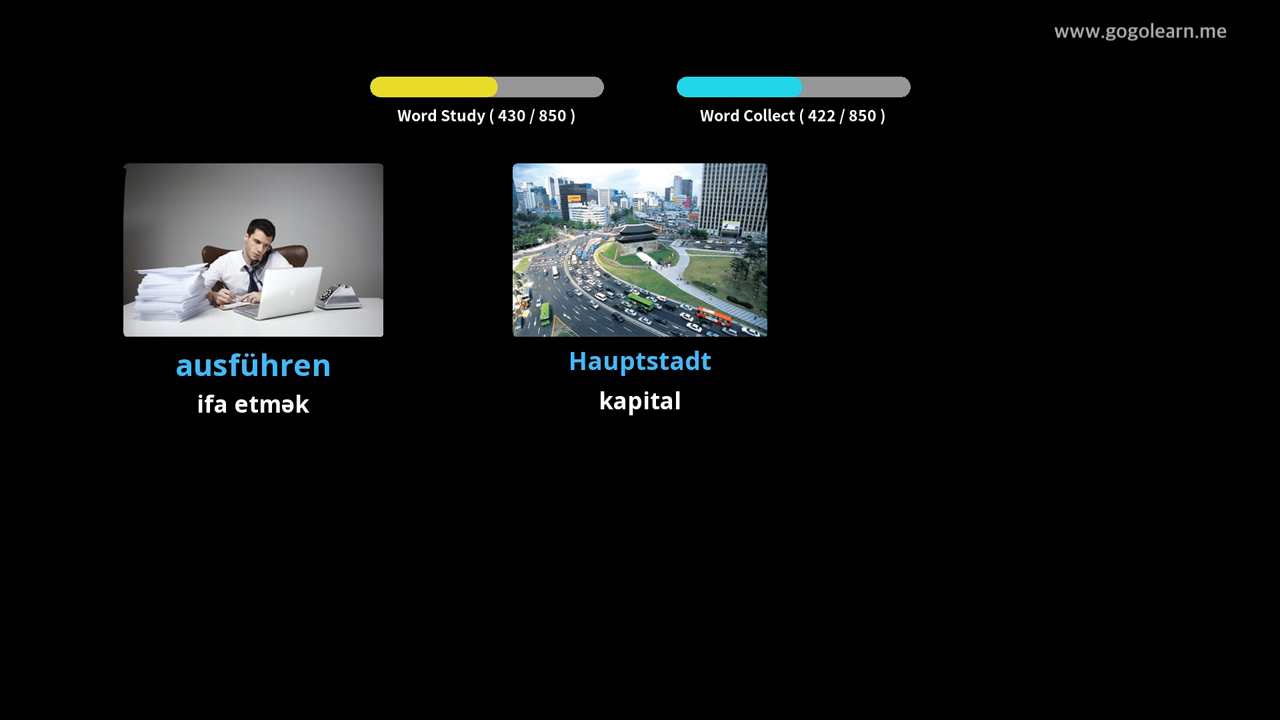 www.gogolearn.me
Word Study ( 430 / 850 )
Word Collect ( 422 / 850 )
ausführen
ifa etmək
Hauptstadt
kapital